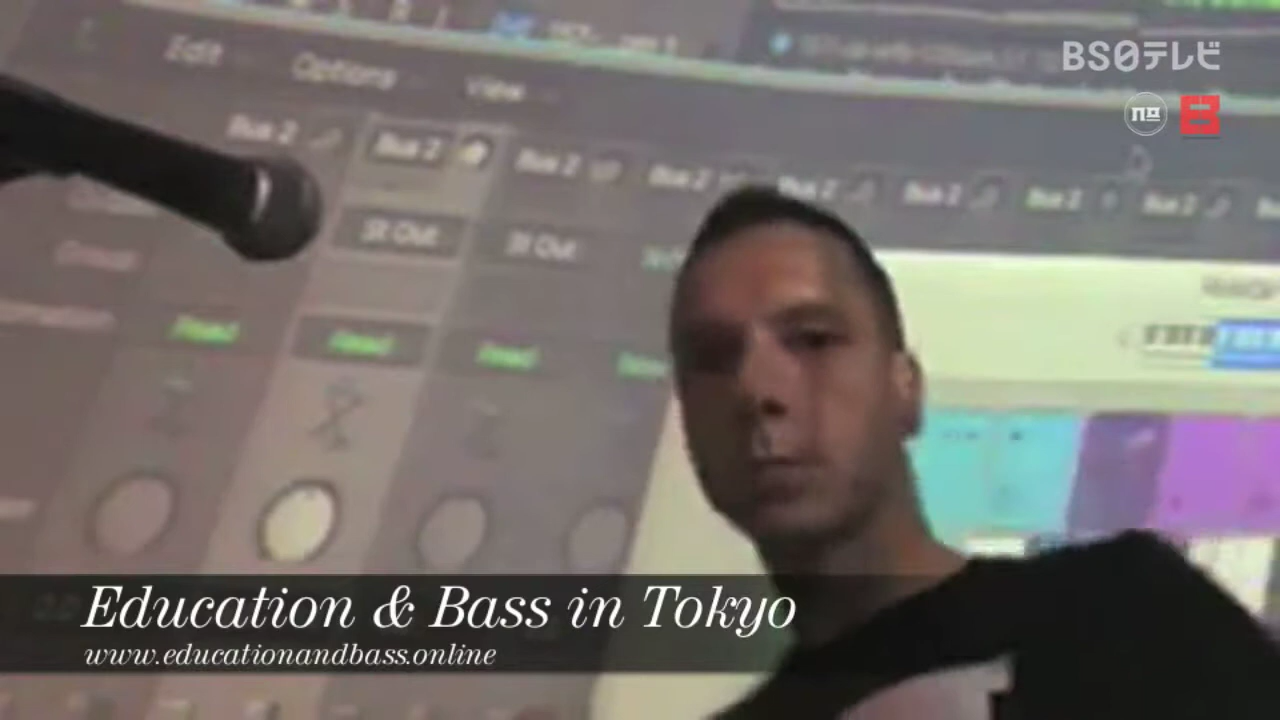 BS日テレビ
Edit Options View
Bus 2 Bus 2 Bus 2 Bus 2 Bus 2 Bus 2 Bus 2 Bus 2
St Out St Out
Read Read Read
Education & Bass in Tokyo
www.educationandbass.online